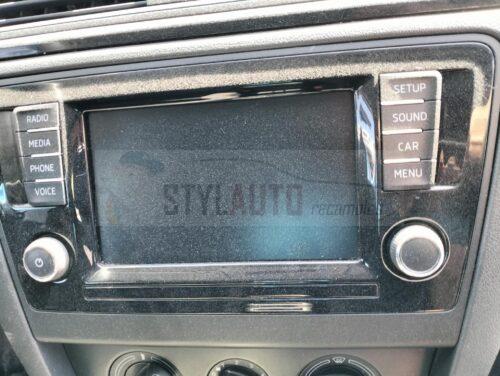 RADIO
MEDIA
PHONE
VOICE
SETUP
SOUND
CAR
MENU
STYLAUTO
recambios